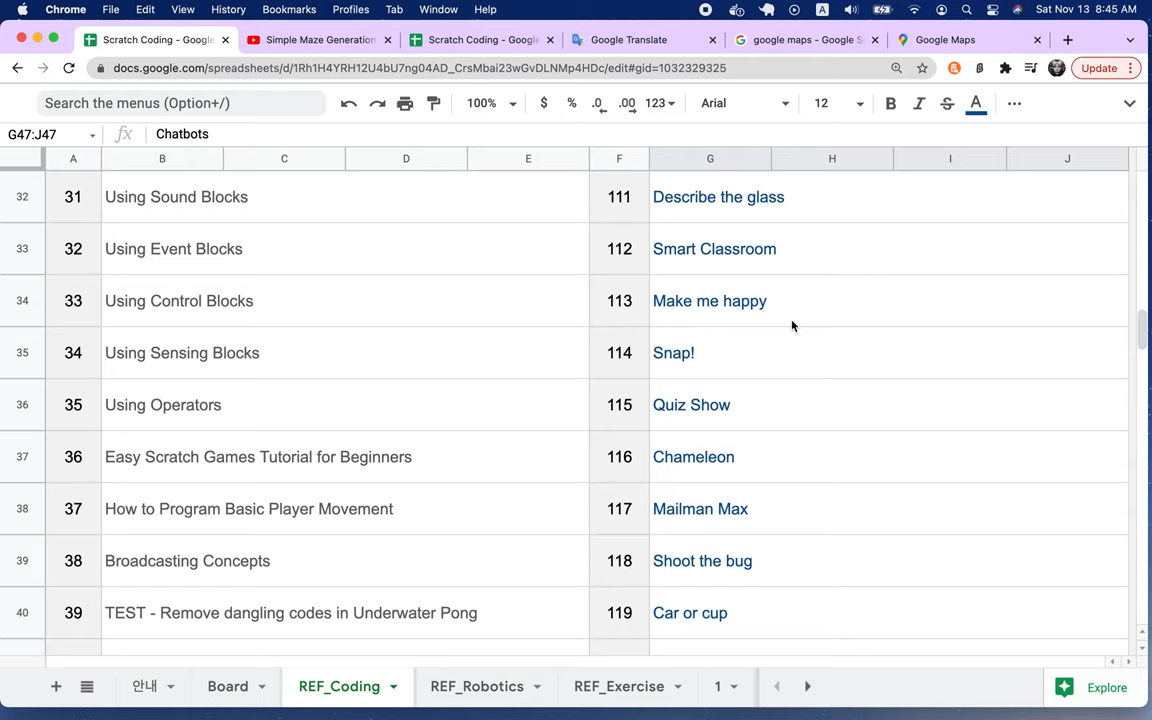 Chrome File Edit View History Bookmarks Profiles Tab Window Help A Sat Nov 13 8:45 AM
Scratch Coding - Google Simple Maze Generation Scratch Coding - Google Google Translate google maps - Google S Google Maps
docs.google.com/spreadsheets/d/1Rh1H4YRH12U4bU7ng04AD_CrsMbai23wGvDLNMp4HDc/edit#gid=1032329325 Update
Search the menus (Option+/) 100% $ % .0 .00 123 Arial 12 B I S A
G47:J47 fx Chatbots
A B C D E F G H I J
32 31 Using Sound Blocks 111 Describe the glass
33 32 Using Event Blocks 112 Smart Classroom
34 33 Using Control Blocks 113 Make me happy
35 34 Using Sensing Blocks 114 Snap!
36 35 Using Operators 115 Quiz Show
37 36 Easy Scratch Games Tutorial for Beginners 116 Chameleon
38 37 How to Program Basic Player Movement 117 Mailman Max
39 38 Broadcasting Concepts 118 Shoot the bug
40 39 TEST - Remove dangling codes in Underwater Pong 119 Car or cup
안내 Board REF_Coding REF_Robotics REF_Exercise 1 Explore